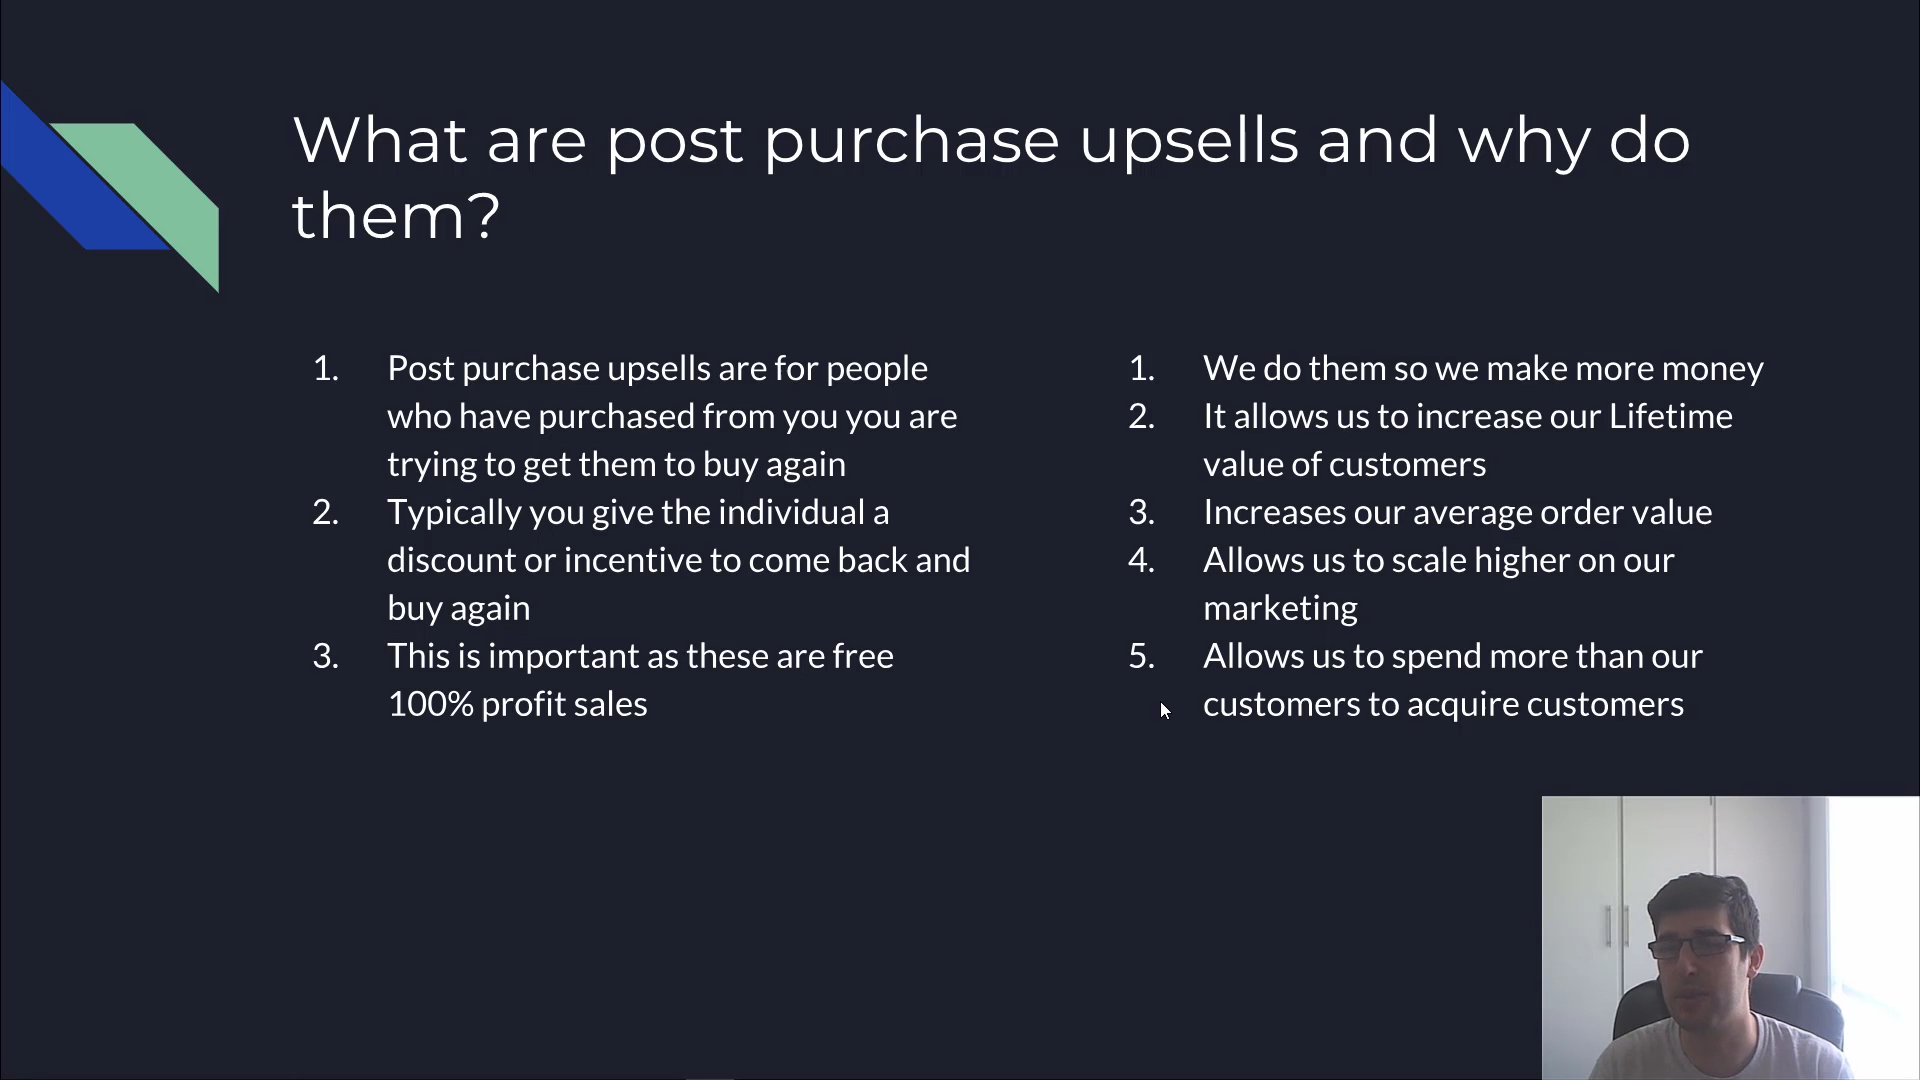 What are post purchase upsells and why do
them?
1. Post purchase upsells are for people
who have purchased from you you are
trying to get them to buy again
2. Typically you give the individual a
discount or incentive to come back and
buy again
3. This is important as these are free
100% profit sales
1. We do them so we make more money
2. It allows us to increase our Lifetime
value of customers
3. Increases our average order value
4. Allows us to scale higher on our
marketing
5. Allows us to spend more than our
customers to acquire customers